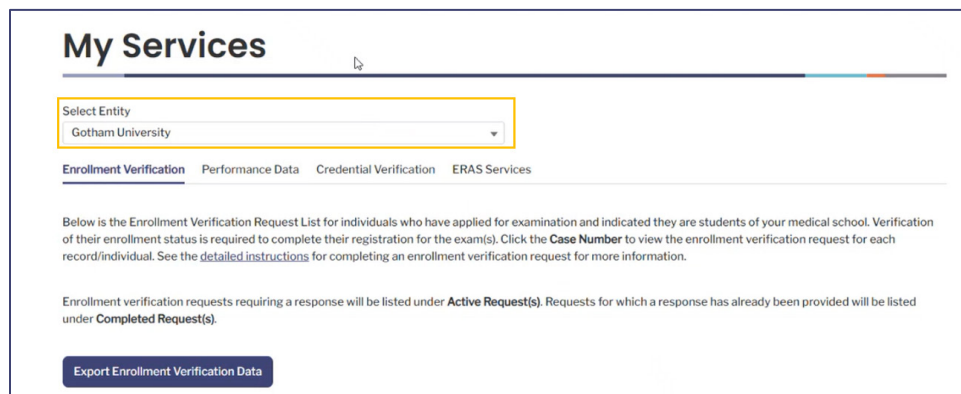 My Services
Select Entity
Gotham University
Enrollment Verification Performance Data Credential Verification ERAS Services
Below is the Enrollment Verification Request List for individuals who have applied for examination and indicated they are students of your medical school. Verification
of their enrollment status is required to complete their registration for the exam(s). Click the Case Number to view the enrollment verification request for each
record/individual. See the detailed instructions for completing an enrollment verification request for more information.
Enrollment verification requests requiring a response will be listed under Active Request(s). Requests for which a response has already been provided will be listed
under Completed Request(s).
Export Enrollment Verification Data